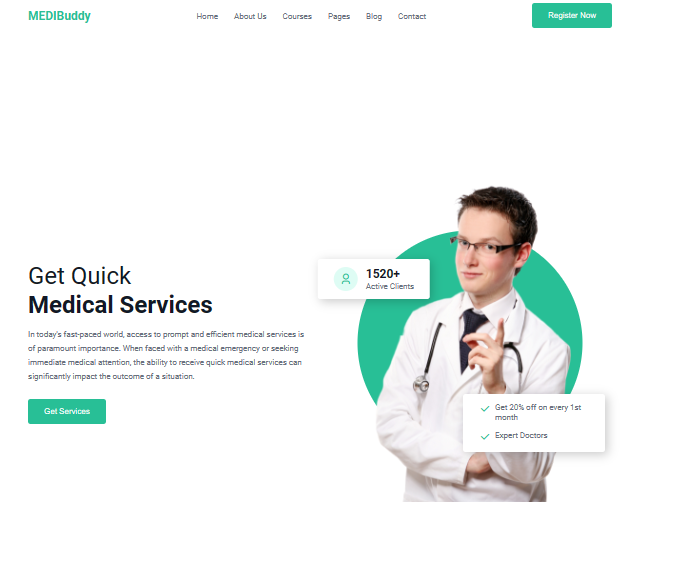 MEDIBuddy
Home About Us Courses Pages Blog Contact
Register Now
Get Quick
Medical Services
In today's fast-paced world, access to prompt and efficient medical services is
of paramount importance. When faced with a medical emergency or seeking
immediate medical attention, the ability to receive quick medical services can
significantly impact the outcome of a situation.
Get Services
1520+
Active Clients
Get 20% off on every 1st
month
Expert Doctors